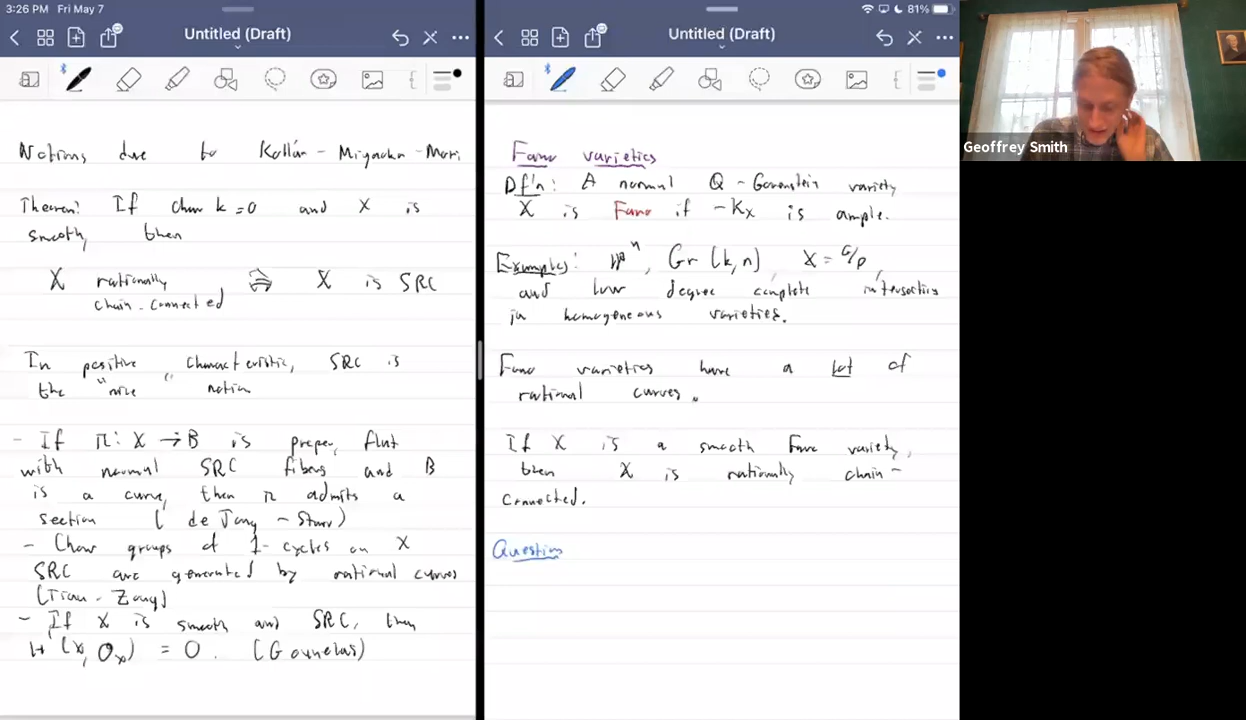 3:26 PM Fri May 7
Untitled (Draft)
Notions due to Kollár - Miyaoka - Mori
Theorem: If char k = 0 and X is
smooth, then
X rationally chain-connected ⇔ X is SRC
In positive characteristic, SRC is
the "nice" notion
- If π: X → B is proper, flat
with normal SRC fibers and B
is a curve, then π admits a
section (de Jong - Starr)
- Chow groups of 1-cycles on X
SRC are generated by rational curves
(Tian - Zong)
- If X is smooth and SRC, then
H¹(X, O_X) = 0. (Gounelas)
81%
Untitled (Draft)
Fano varieties
Df'n: A normal Q-Gorenstein variety
X is Fano if -K_X is ample.
Examples: ℙⁿ, Gr(k,n) X = G/P,
and low degree complete intersections
in homogeneous varieties.
Fano varieties have a lot of
rational curves.
If X is a smooth Fano variety,
then X is rationally chain-
connected.
Question
Geoffrey Smith